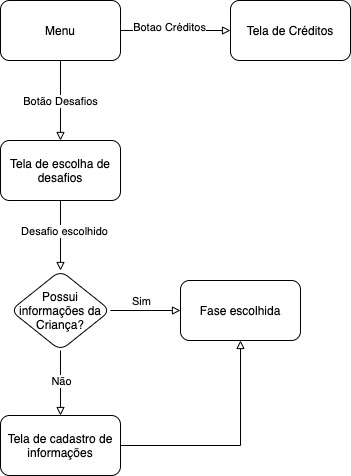 Menu
Botao Créditos
Tela de Créditos
Botão Desafios
Tela de escolha de
desafios
Desafio escolhido
Possui
informações da
Criança?
Sim
Fase escolhida
Não
Tela de cadastro de
informações